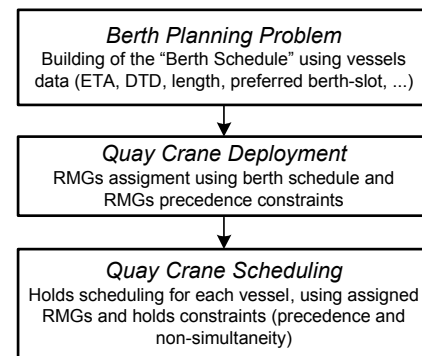 Berth Planning Problem
Building of the “Berth Schedule” using vessels
data (ETA, DTD, length, preferred berth-slot, ...)
Quay Crane Deployment
RMGs assigment using berth schedule and
RMGs precedence constraints
Quay Crane Scheduling
Holds scheduling for each vessel, using assigned
RMGs and holds constraints (precedence and
non-simultaneity)